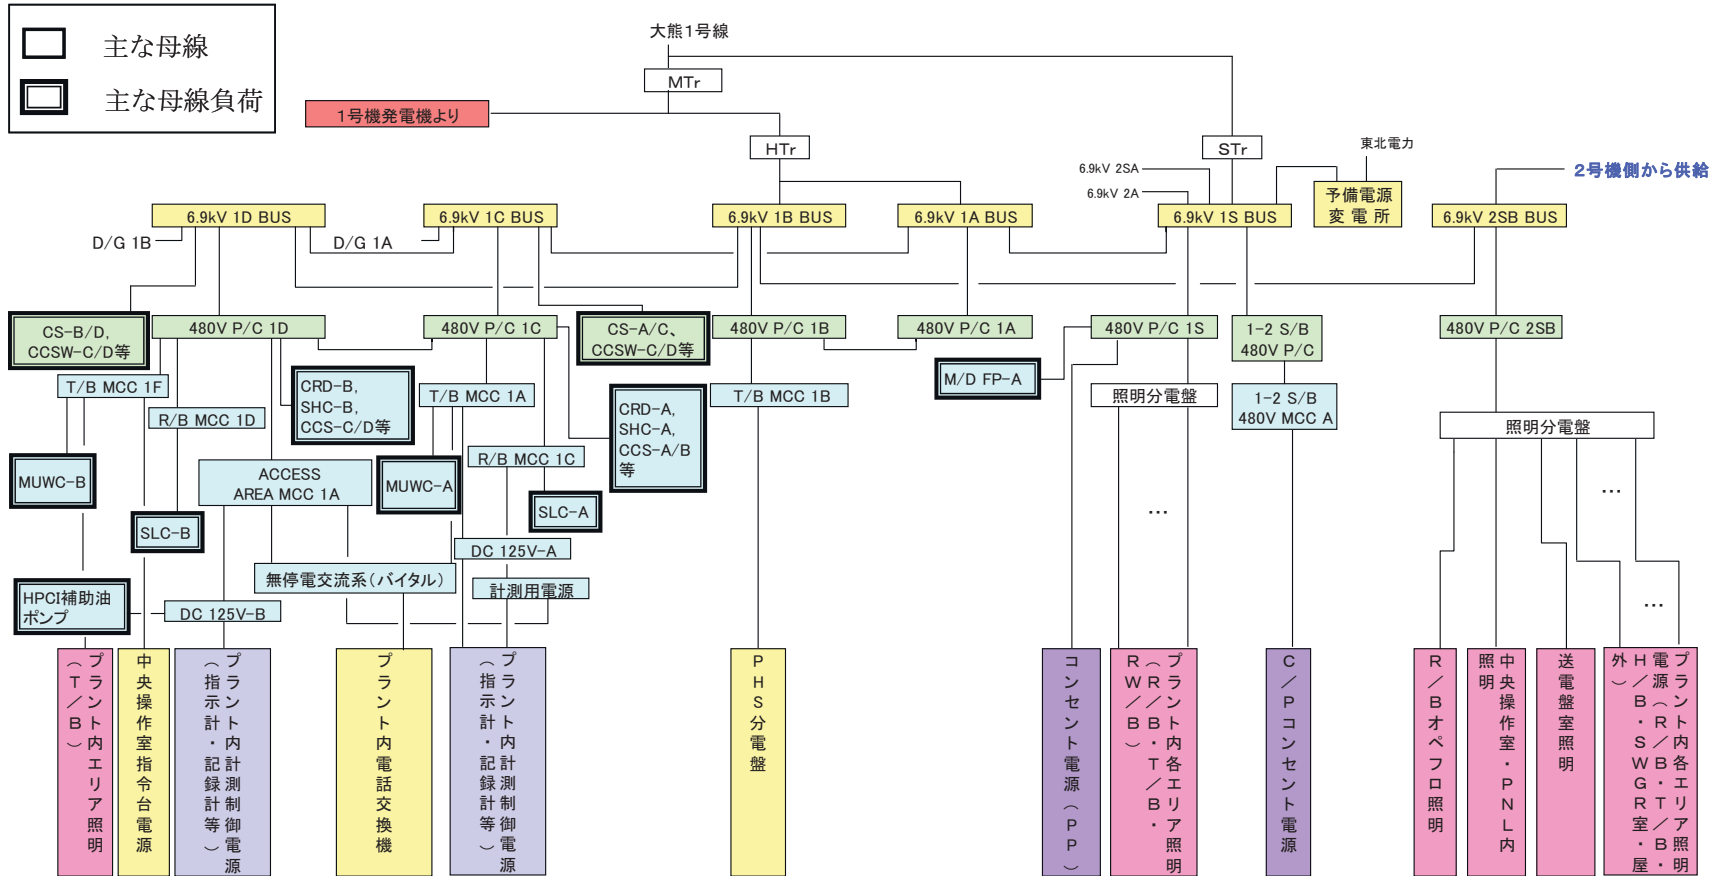 主な母線
主な母線負荷
大熊1号線
MTr
1号機発電機より
HTr
STr
東北電力
6.9kV 2SA
6.9kV 2A
予備電源
変 電 所
2号機側から供給
6.9kV 1D BUS
6.9kV 1C BUS
6.9kV 1B BUS
6.9kV 1A BUS
6.9kV 1S BUS
6.9kV 2SB BUS
D/G 1B
D/G 1A
CS-B/D,
CCSW-C/D等
480V P/C 1D
480V P/C 1C
CS-A/C、
CCSW-C/D等
480V P/C 1B
480V P/C 1A
480V P/C 1S
1-2 S/B
480V P/C
480V P/C 2SB
T/B MCC 1F
CRD-B,
SHC-B,
CCS-C/D等
T/B MCC 1A
CRD-A,
SHC-A,
CCS-A/B
等
T/B MCC 1B
M/D FP-A
照明分電盤
1-2 S/B
480V MCC A
R/B MCC 1D
照明分電盤
MUWC-B
ACCESS
AREA MCC 1A
MUWC-A
R/B MCC 1C
SLC-B
SLC-A
…
…
DC 125V-A
無停電交流系(バイタル)
計測用電源
HPCI補助油
ポンプ
DC 125V-B
…
プラント内エリア照明
(T/B)
中央操作室指令台電源
プラント内計測制御電源
(指示計・記録計等)
プラント内電話交換機
プラント内計測制御電源
(指示計・記録計等)
PHS分電盤
コンセント電源(PP)
プラント内各エリア照明
(R/B・T/B・
RW/B)
C/Pコンセント電源
R/Bオペフロ照明
中央操作室・PNL内
照明
送電盤室照明
プラント内各エリア照明
電源(R/B・T/B・
H/B・SWGR室・屋
外)